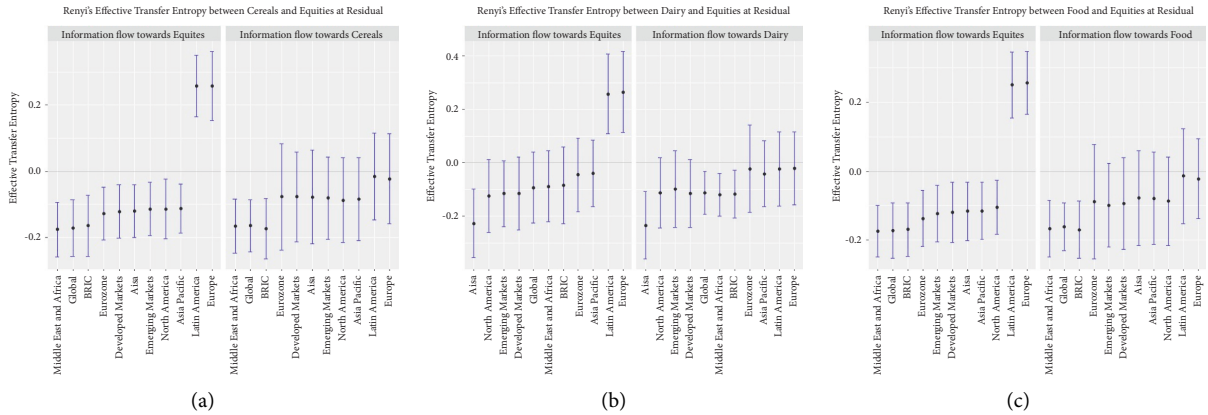 Renyi's Effective Transfer Entropy between Cereals and Equities at Residual
Information flow towards Equites
Information flow towards Cereals
Effective Transfer Entropy
0.2
0.0
-0.2
Middle East and Africa
Global
BRIC
Eurozone
Developed Markets
Aisa
Emerging Markets
North America
Asia Pacific
Latin America
Europe
Middle East and Africa
Global
BRIC
Eurozone
Developed Markets
Aisa
Emerging Markets
North America
Asia Pacific
Latin America
Europe
(a)
Renyi's Effective Transfer Entropy between Dairy and Equities at Residual
Information flow towards Equites
Information flow towards Dairy
Effective Transfer Entropy
0.4
0.2
0.0
-0.2
Aisa
North America
Emerging Markets
Developed Markets
Global
Middle East and Africa
BRIC
Eurozone
Asia Pacific
Latin America
Europe
Aisa
North America
Emerging Markets
Developed Markets
Global
Middle East and Africa
BRIC
Eurozone
Asia Pacific
Latin America
Europe
(b)
Renyi's Effective Transfer Entropy between Food and Equities at Residual
Information flow towards Equites
Information flow towards Food
Effective Transfer Entropy
0.2
0.0
-0.2
Middle East and Africa
Global
BRIC
Eurozone
Emerging Markets
Developed Markets
Aisa
Asia Pacific
North America
Latin America
Europe
Middle East and Africa
Global
BRIC
Eurozone
Emerging Markets
Developed Markets
Aisa
Asia Pacific
North America
Latin America
Europe
(c)